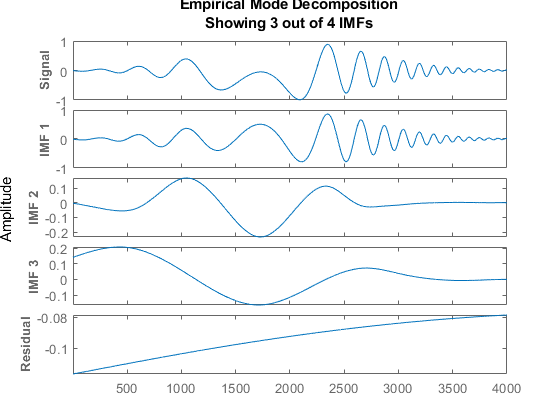 Empirical Mode Decomposition
Showing 3 out of 4 IMFs
Amplitude
Signal
1
0
-1
IMF 1
1
0
-1
IMF 2
0.1
0
-0.1
-0.2
IMF 3
0.2
0.1
0
-0.1
Residual
-0.08
-0.1
500 1000 1500 2000 2500 3000 3500 4000